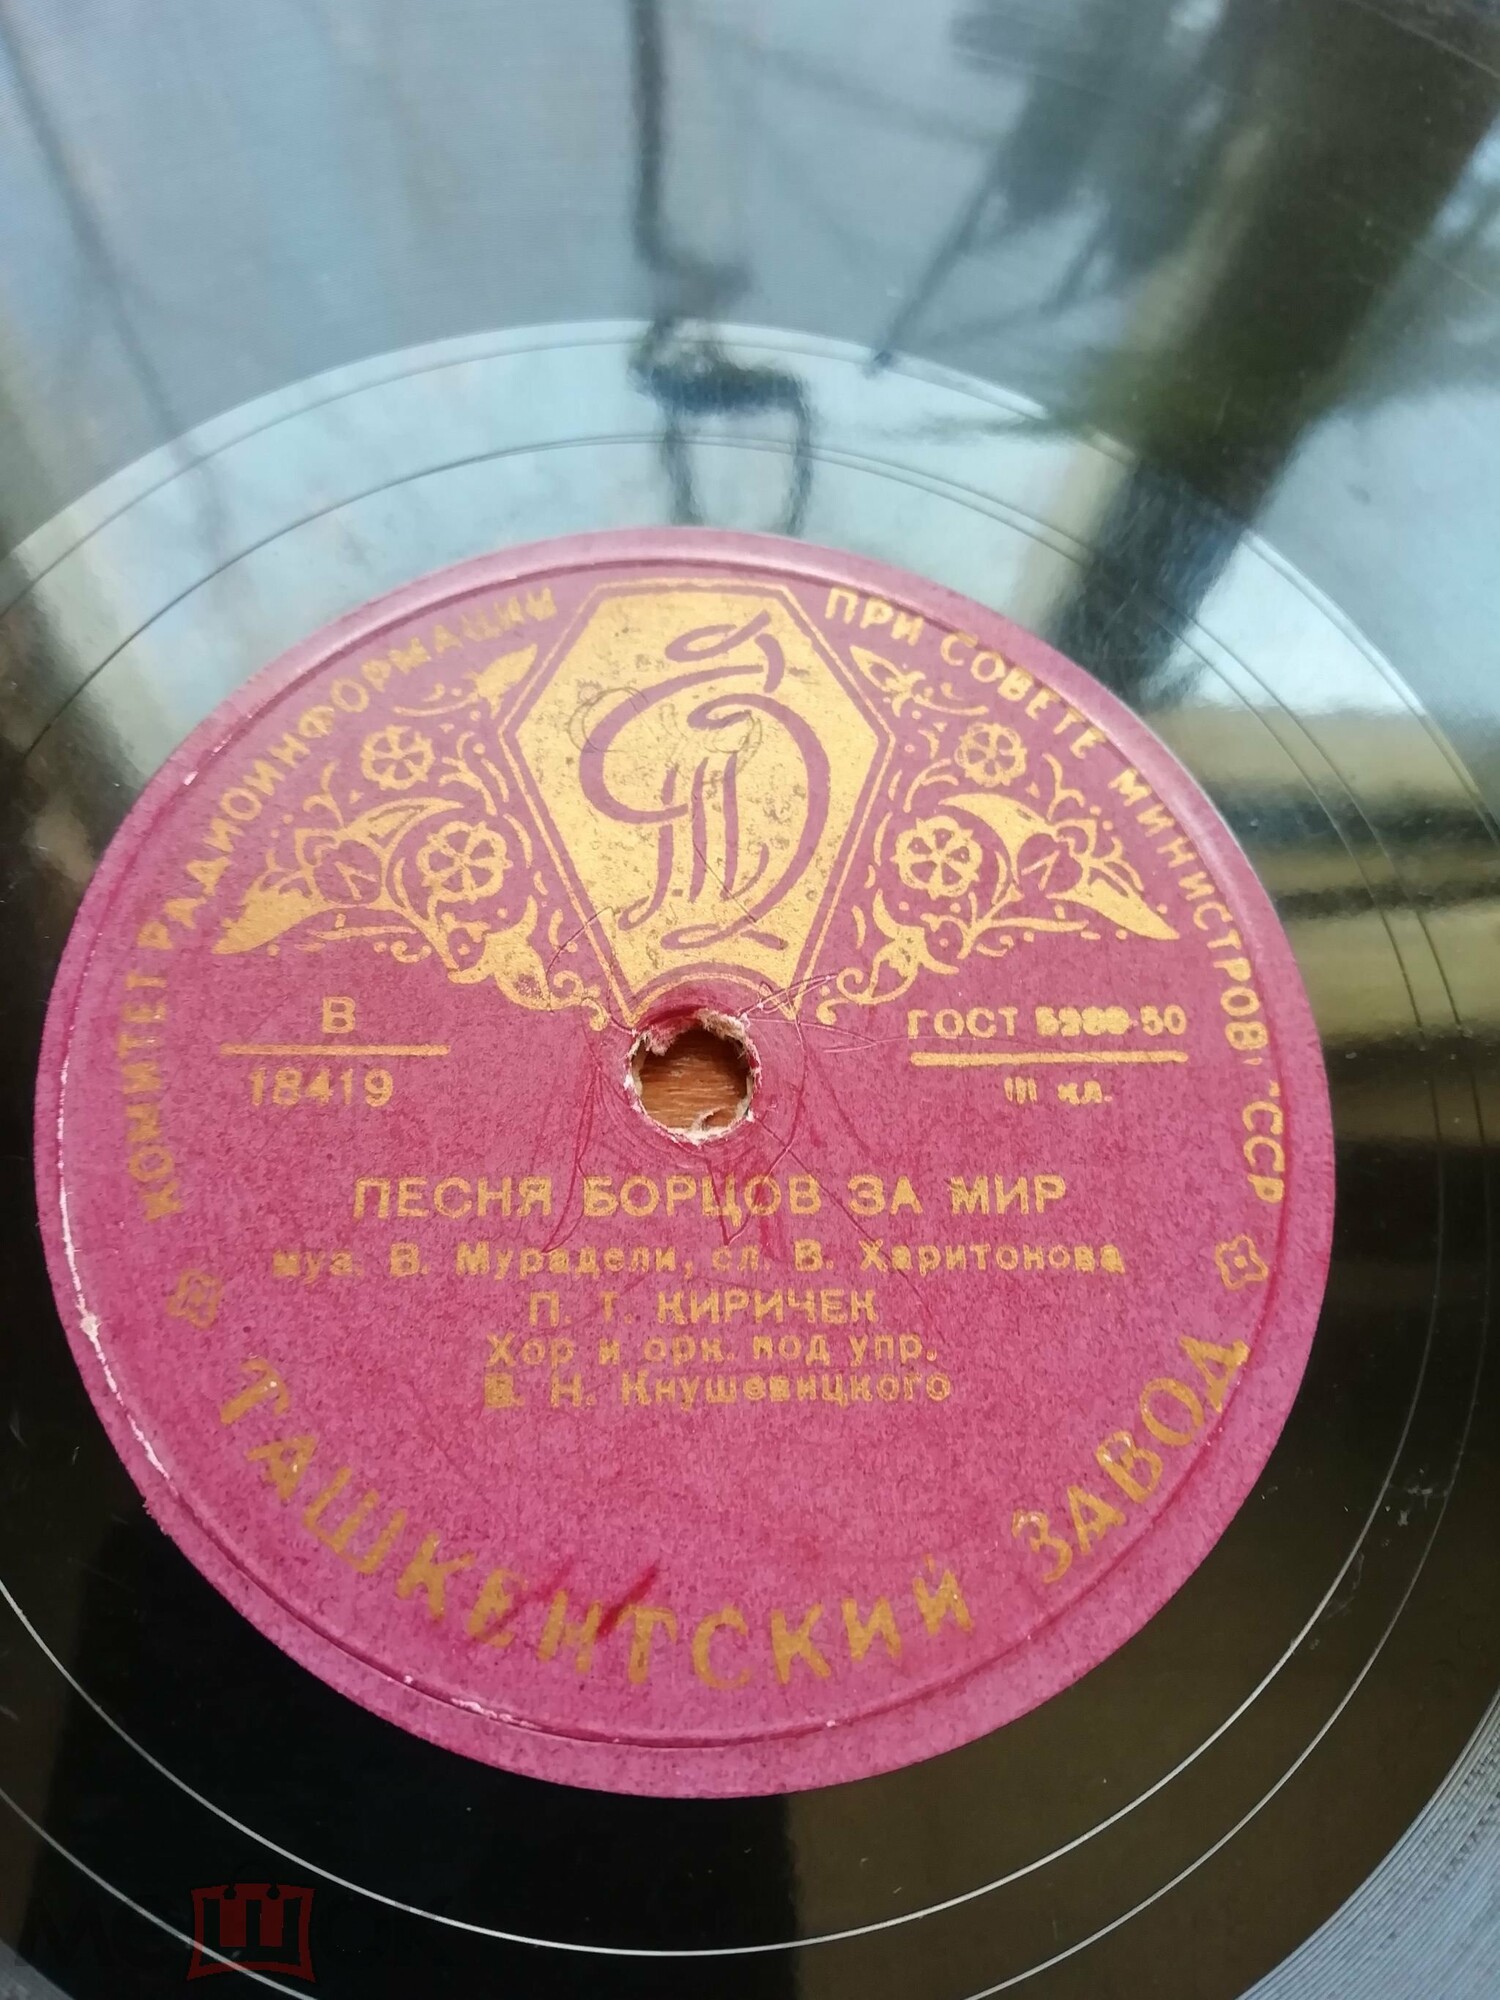 КОМИТЕТ РАДИОИНФОРМАЦИИ ПРИ СОВЕТЕ МИНИСТРОВ СССР
В
18419
ГОСТ 5289-50
III кл.
ПЕСНЯ БОРЦОВ ЗА МИР
муз. В. Мурадели, сл. В. Харитонова
П. Т. КИРИЧЕК
Хор и орк. под упр.
В. Н. Кнушевицкого
ТАШКЕНТСКИЙ ЗАВОД